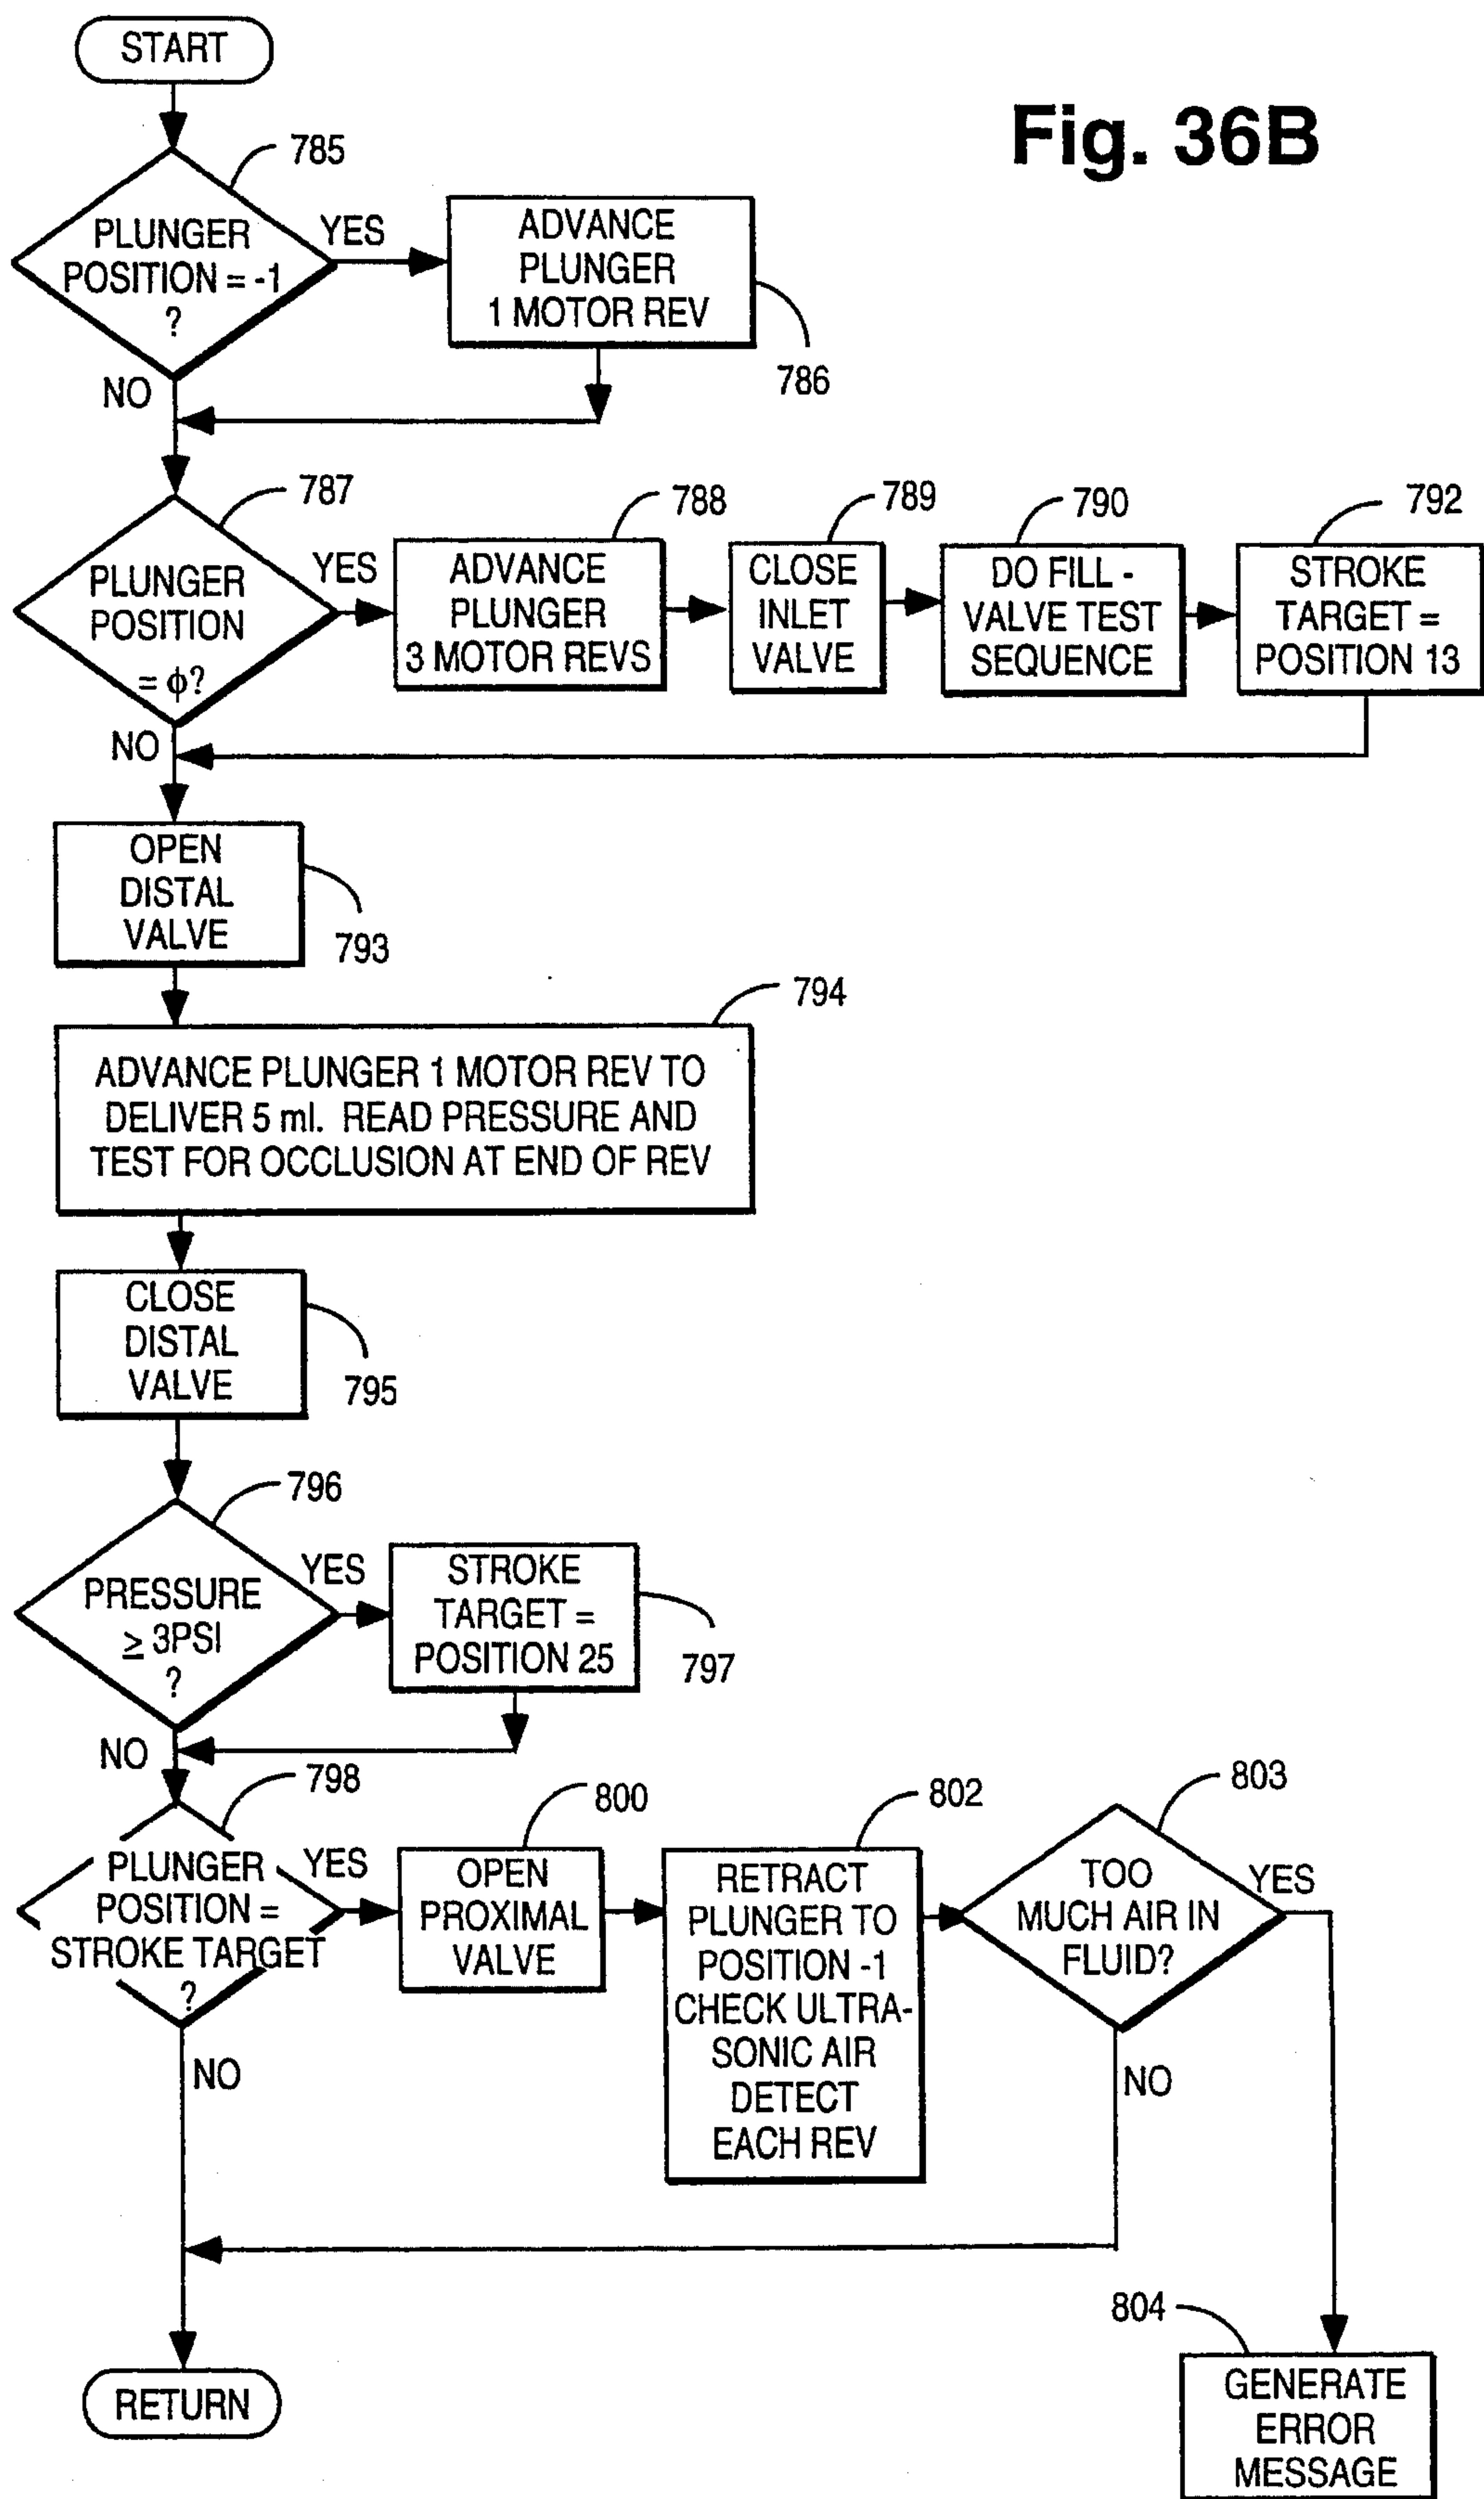 START
Fig. 36B
785
PLUNGER
POSITION = -1
?
YES
ADVANCE
PLUNGER
1 MOTOR REV
786
NO
787
PLUNGER
POSITION
= ϕ?
YES
788
ADVANCE
PLUNGER
3 MOTOR REVS
789
CLOSE
INLET
VALVE
790
DO FILL -
VALVE TEST
SEQUENCE
792
STROKE
TARGET =
POSITION 13
NO
OPEN
DISTAL
VALVE
793
794
ADVANCE PLUNGER 1 MOTOR REV TO
DELIVER 5 ml. READ PRESSURE AND
TEST FOR OCCLUSION AT END OF REV
CLOSE
DISTAL
VALVE
795
796
PRESSURE
≥ 3PSI
?
YES
STROKE
TARGET =
POSITION 25
797
NO
798
PLUNGER
POSITION =
STROKE TARGET
?
YES
800
OPEN
PROXIMAL
VALVE
802
RETRACT
PLUNGER TO
POSITION -1
CHECK ULTRA-
SONIC AIR
DETECT
EACH REV
803
TOO
MUCH AIR IN
FLUID?
YES
NO
NO
804
GENERATE
ERROR
MESSAGE
RETURN